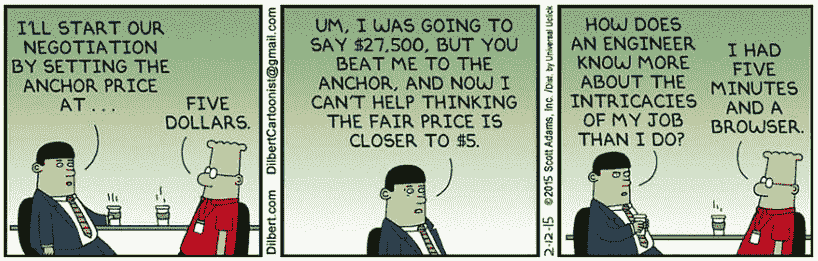 I'LL START OUR
NEGOTIATION
BY SETTING THE
ANCHOR PRICE
AT...
FIVE
DOLLARS.
Dilbert.com DilbertCartoonist@gmail.com
UM, I WAS GOING TO
SAY $27,500, BUT YOU
BEAT ME TO THE
ANCHOR, AND NOW I
CAN'T HELP THINKING
THE FAIR PRICE IS
CLOSER TO $5.
2-12-15 © 2015 Scott Adams, Inc. /Dist. by Universal Uclick
HOW DOES
AN ENGINEER
KNOW MORE
ABOUT THE
INTRICACIES
OF MY JOB
THAN I DO?
I HAD
FIVE
MINUTES
AND A
BROWSER.